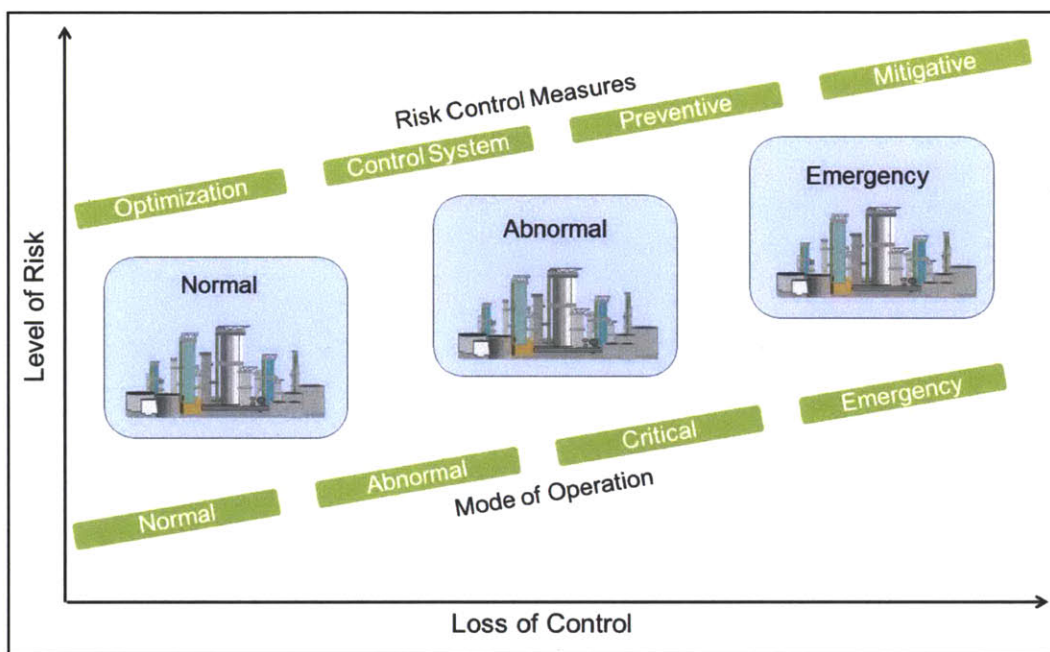 Level of Risk
Risk Control Measures
Optimization
Control System
Preventive
Mitigative
Normal
Abnormal
Emergency
Normal
Abnormal
Critical
Emergency
Mode of Operation
Loss of Control